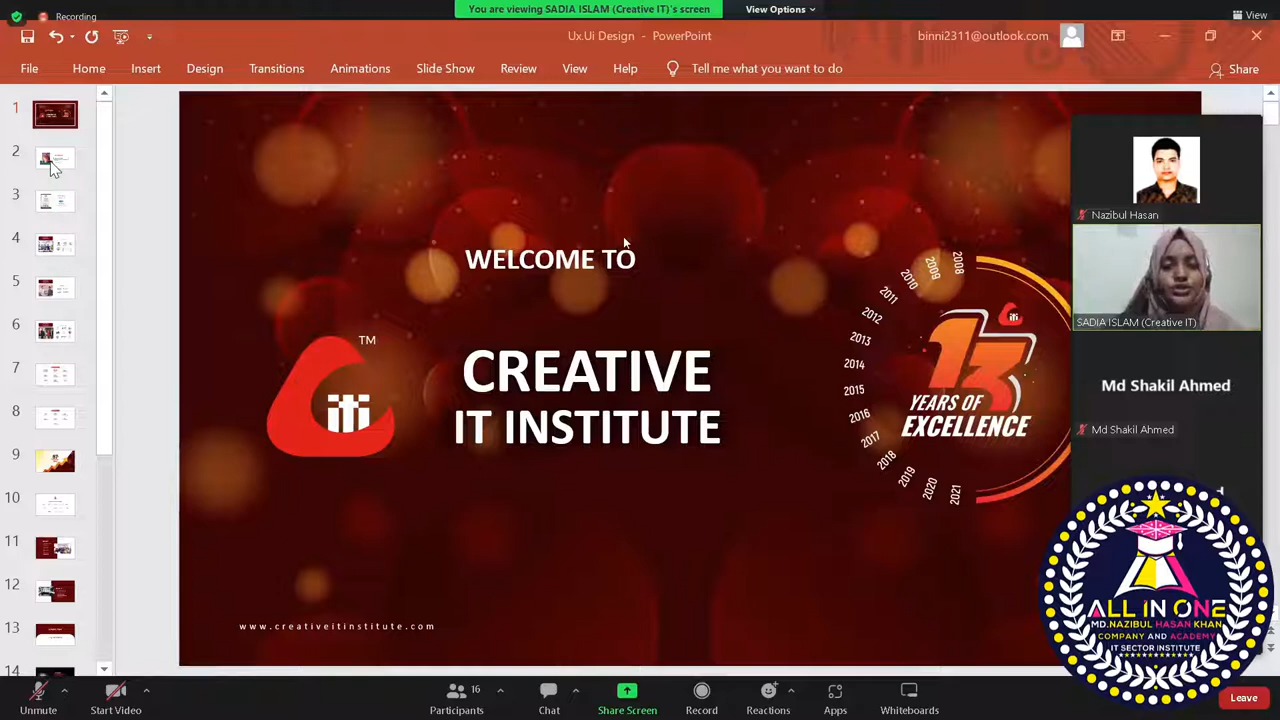 Recording
You are viewing SADIA ISLAM (Creative IT)'s screen
View Options
View
Ux.Ui Design - PowerPoint
binni2311@outlook.com
File
Home
Insert
Design
Transitions
Animations
Slide Show
Review
View
Help
Tell me what you want to do
Share
1
2
3
4
5
6
8
10
11
12
13
14
WELCOME TO
TM
iti
CREATIVE
IT INSTITUTE
2008
2009
2010
2011
2012
2013
2014
2015
2016
2017
2018
2019
2020
2021
13
YEARS OF
EXCELLENCE
www.creativeitinstitute.com
Nazibul Hasan
SADIA ISLAM (Creative IT)
Md Shakil Ahmed
Md Shakil Ahmed
ALL IN ONE
MD.NAZIBUL HASAN KHAN
COMPANY AND ACADEMY
IT SECTOR INSTITUTE
Unmute
Start Video
16
Participants
Chat
Share Screen
Record
Reactions
Apps
Whiteboards
Leave